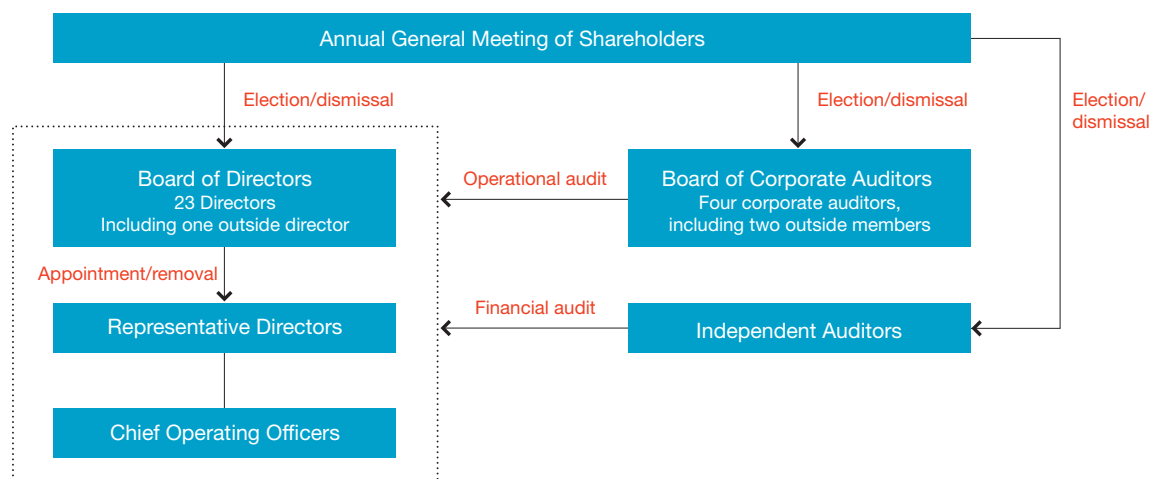 Annual General Meeting of Shareholders
Election/dismissal
Election/dismissal
Election/
dismissal
Board of Directors
23 Directors
Including one outside director
Operational audit
Board of Corporate Auditors
Four corporate auditors,
including two outside members
Appointment/removal
Representative Directors
Financial audit
Independent Auditors
Chief Operating Officers